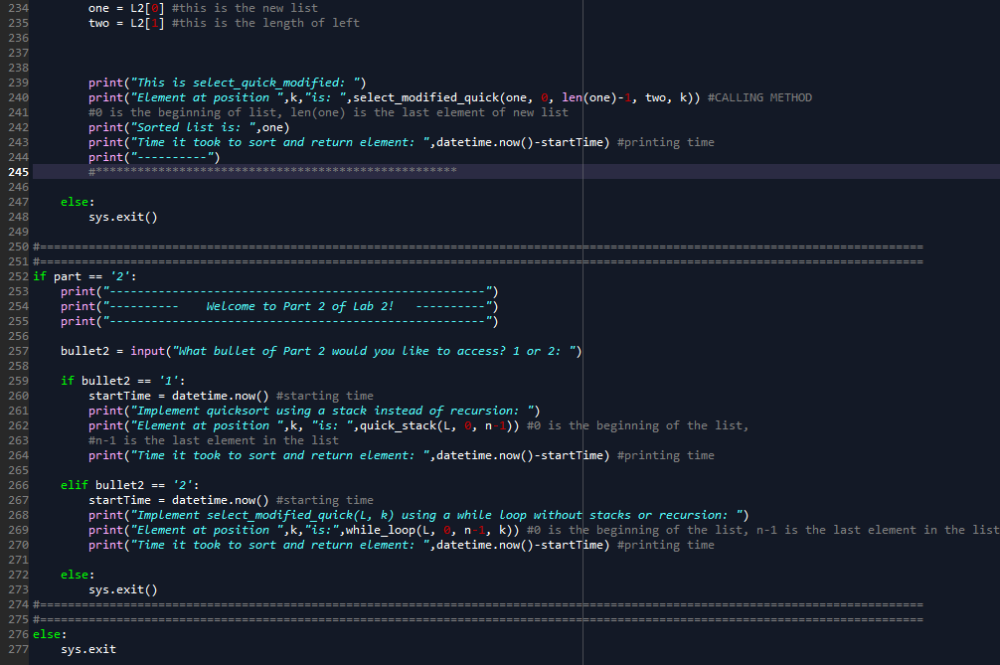 234 one = L2[0] #this is the new list
235 two = L2[1] #this is the length of left
236
237
238
239 print("This is select_quick_modified: ")
240 print("Element at position ",k,"is: ",select_modified_quick(one, 0, len(one)-1, two, k)) #CALLING METHOD
241 #0 is the beginning of list, len(one) is the last element of new list
242 print("Sorted list is: ",one)
243 print("Time it took to sort and return element: ",datetime.now()-startTime) #printing time
244 print("----------")
245 #****************************************************
246
247 else:
248 sys.exit()
249
250 #===============================================================================================================================
251 #===============================================================================================================================
252 if part == '2':
253 print("------------------------------------------------------")
254 print("---------- Welcome to Part 2 of Lab 2! ----------")
255 print("------------------------------------------------------")
256
257 bullet2 = input("What bullet of Part 2 would you like to access? 1 or 2: ")
258
259 if bullet2 == '1':
260 startTime = datetime.now() #starting time
261 print("Implement quicksort using a stack instead of recursion: ")
262 print("Element at position ",k, "is: ",quick_stack(L, 0, n-1)) #0 is the beginning of the list,
263 #n-1 is the last element in the list
264 print("Time it took to sort and return element: ",datetime.now()-startTime) #printing time
265
266 elif bullet2 == '2':
267 startTime = datetime.now() #starting time
268 print("Implement select_modified_quick(L, k) using a while loop without stacks or recursion: ")
269 print("Element at position ",k,"is:",while_loop(L, 0, n-1, k)) #0 is the beginning of the list, n-1 is the last element in the list
270 print("Time it took to sort and return element: ",datetime.now()-startTime) #printing time
271
272 else:
273 sys.exit()
274 #===============================================================================================================================
275 #===============================================================================================================================
276 else:
277 sys.exit